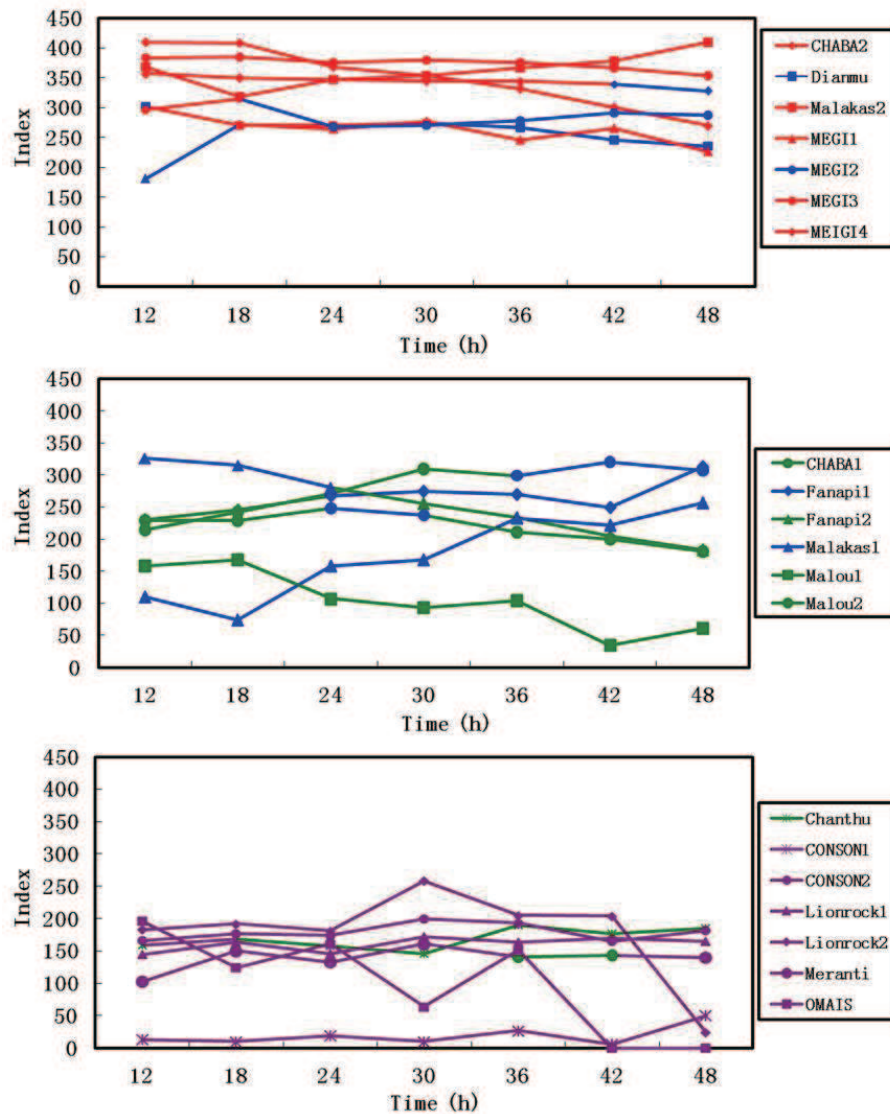 450
400
350
300
250
200
150
100
50
0
Index
12 18 24 30 36 42 48
Time (h)
CHABA2
Dianmu
Malakas2
MEGI1
MEGI2
MEGI3
MEIGI4
450
400
350
300
250
200
150
100
50
0
Index
12 18 24 30 36 42 48
Time (h)
CHABA1
Fanapi1
Fanapi2
Malakas1
Malou1
Malou2
450
400
350
300
250
200
150
100
50
0
Index
12 18 24 30 36 42 48
Time (h)
Chanthu
CONSON1
CONSON2
Lionrock1
Lionrock2
Meranti
OMAIS